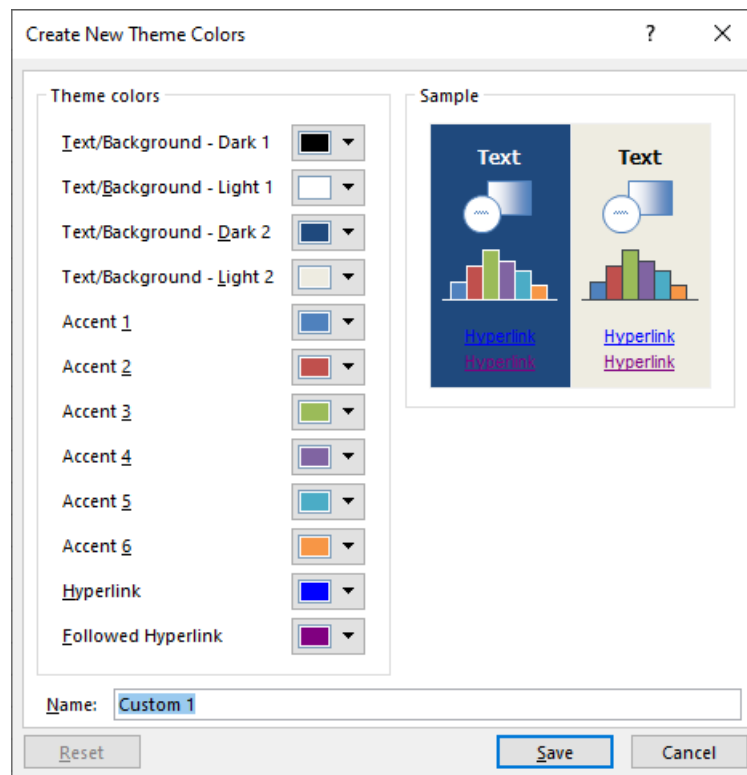 Create New Theme Colors ?
Theme colors
Text/Background - Dark 1
Text/Background - Light 1
Text/Background - Dark 2
Text/Background - Light 2
Accent 1
Accent 2
Accent 3
Accent 4
Accent 5
Accent 6
Hyperlink
Followed Hyperlink
Sample
Text Text
Hyperlink Hyperlink
Hyperlink Hyperlink
Name: Custom 1
Reset Save Cancel